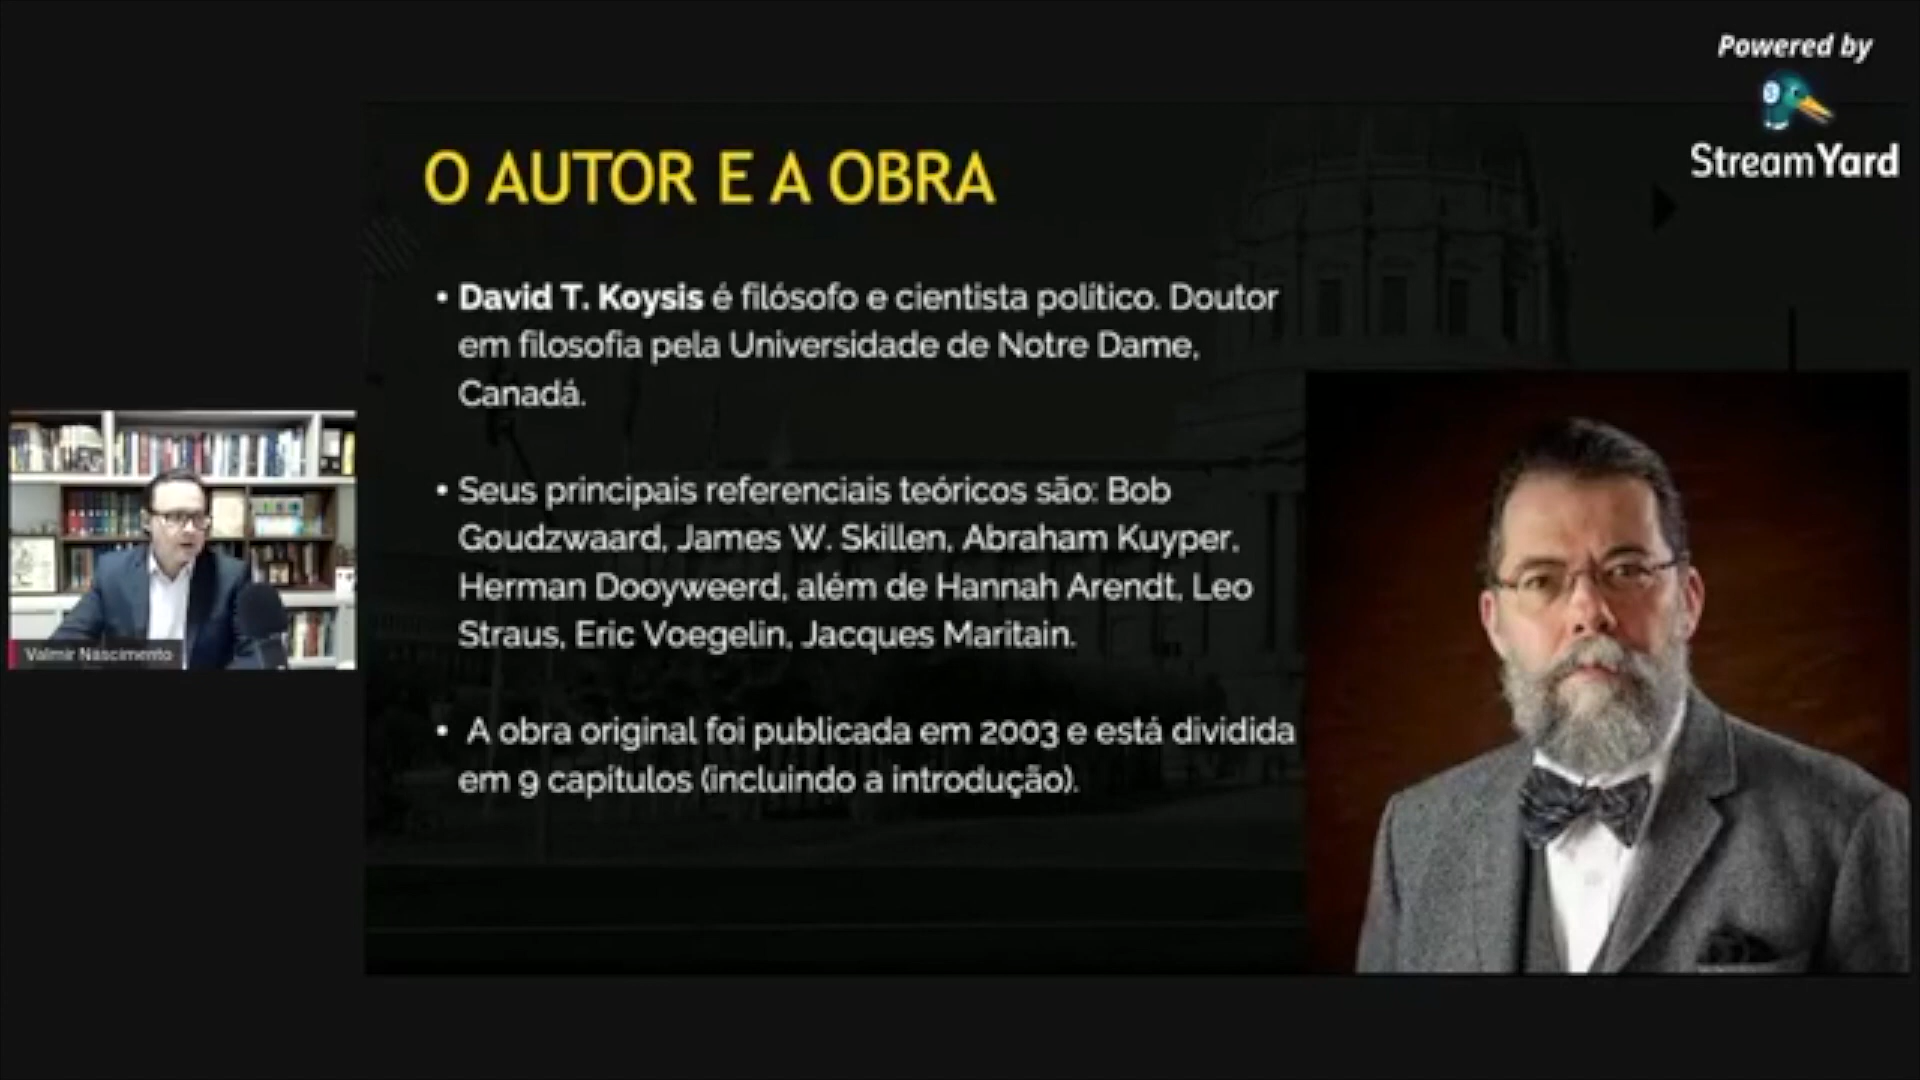 Powered by
StreamYard
O AUTOR E A OBRA
• David T. Koysis é filósofo e cientista político. Doutor
em filosofia pela Universidade de Notre Dame,
Canadá.
• Seus principais referenciais teóricos são: Bob
Goudzwaard, James W. Skillen, Abraham Kuyper,
Herman Dooyweerd, além de Hannah Arendt, Leo
Straus, Eric Voegelin, Jacques Maritain.
• A obra original foi publicada em 2003 e está dividida
em 9 capítulos (incluindo a introdução).
Valmir Nascimento